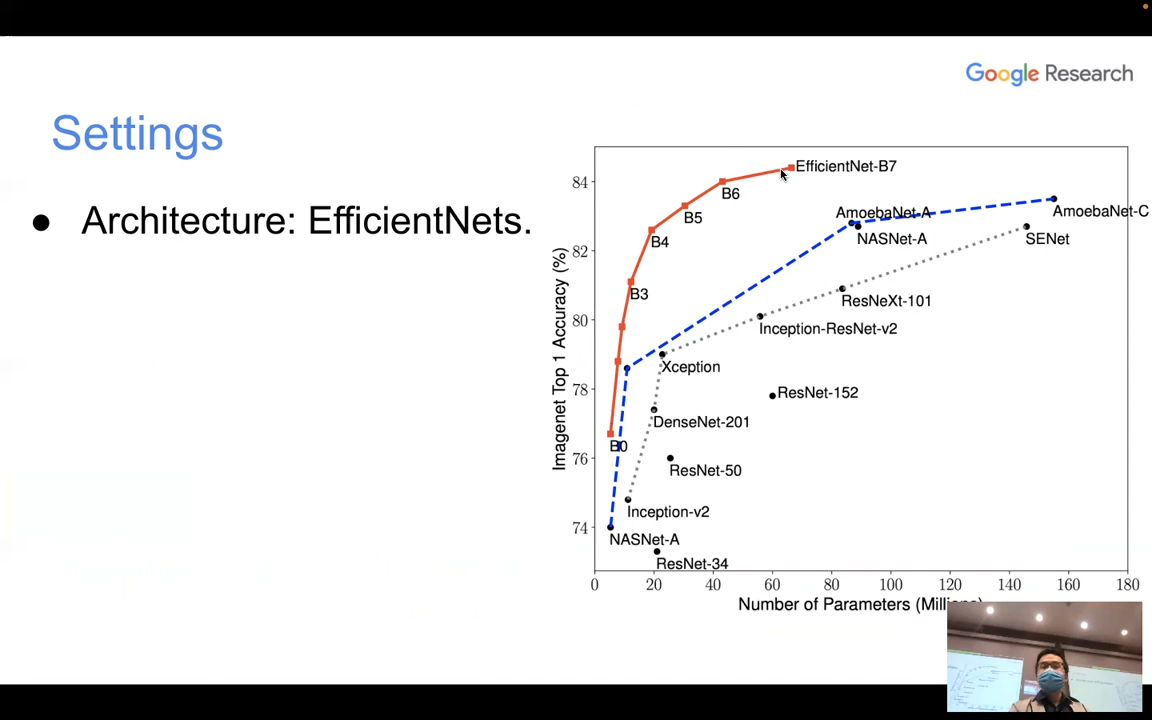 Google Research
Settings
● Architecture: EfficientNets.
Imagenet Top 1 Accuracy (%)
84
82
80
78
76
74
EfficientNet-B7
B6
B5
B4
B3
B0
AmoebaNet-A
AmoebaNet-C
NASNet-A
SENet
ResNeXt-101
Inception-ResNet-v2
Xception
ResNet-152
DenseNet-201
ResNet-50
Inception-v2
NASNet-A
ResNet-34
0 20 40 60 80 100 120 140 160 180
Number of Parameters